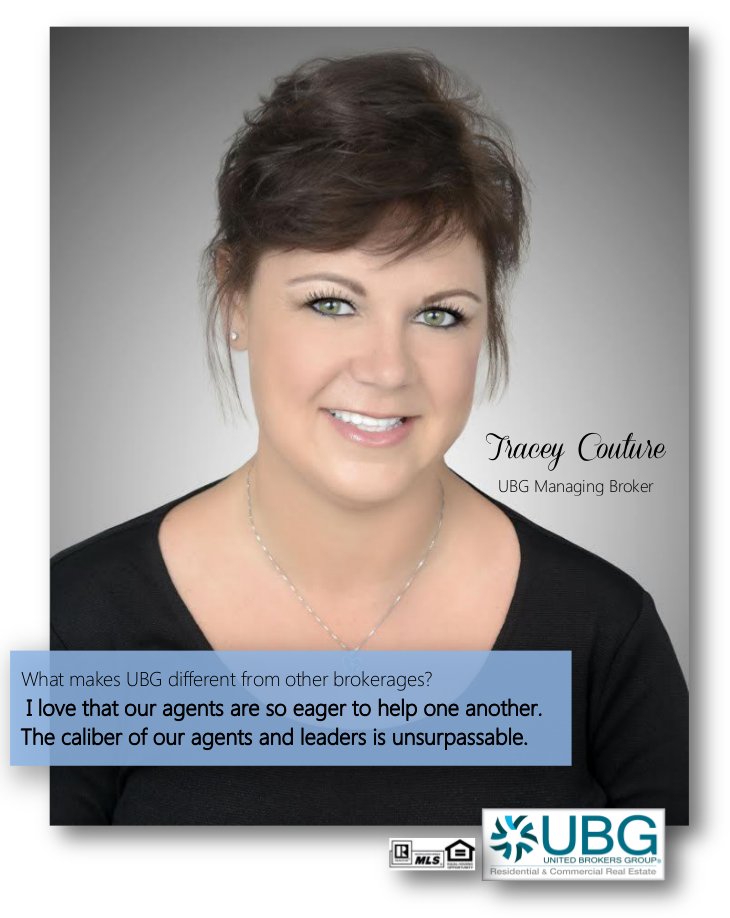 Tracey Couture
UBG Managing Broker
What makes UBG different from other brokerages?
I love that our agents are so eager to help one another.
The caliber of our agents and leaders is unsurpassable.
R
MLS
UBG
UNITED BROKERS GROUP
Residential & Commercial Real Estate